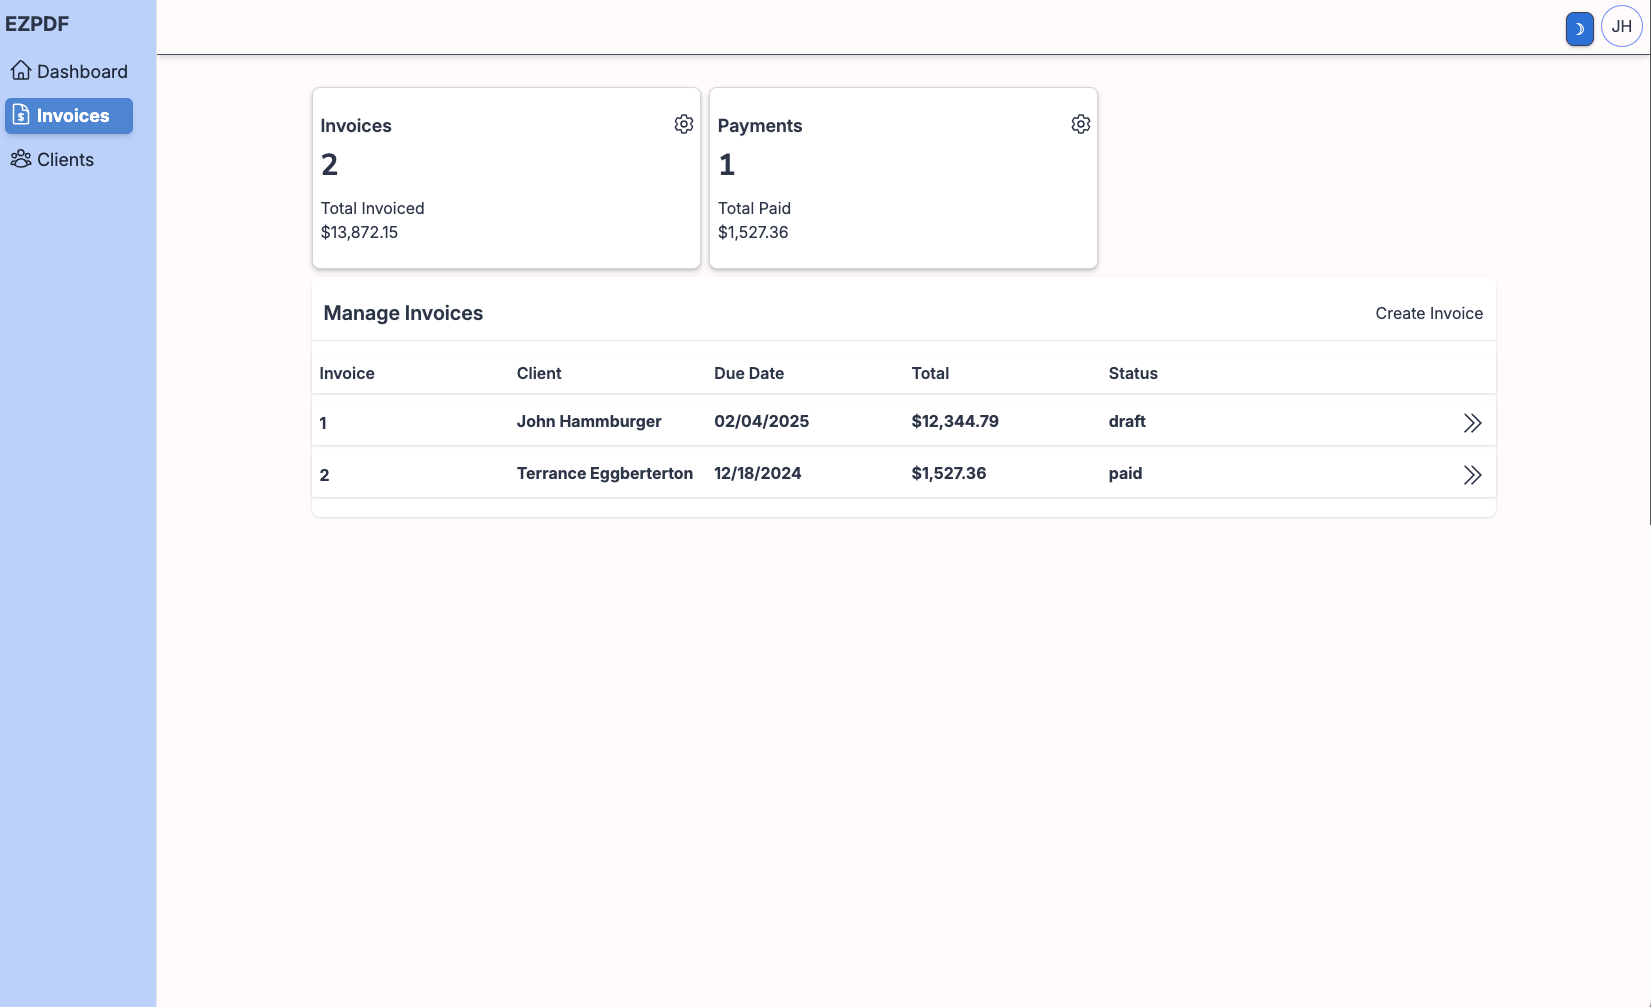 EZPDF
JH
Dashboard
Invoices
Clients
Invoices
2
Total Invoiced
$13,872.15
Payments
1
Total Paid
$1,527.36
Manage Invoices
Create Invoice
Invoice Client Due Date Total Status
1 John Hammburger 02/04/2025 $12,344.79 draft
2 Terrance Eggberterton 12/18/2024 $1,527.36 paid